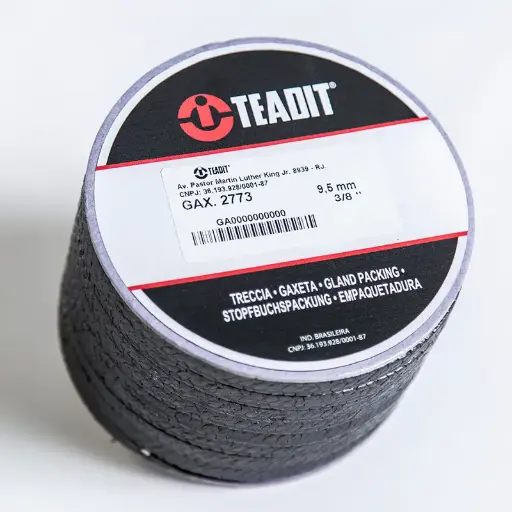 TEADIT®
TEADIT®
Av. Pastor Martin Luther King Jr. 8939 - RJ.
CNPJ: 36.193.928/0001-87
GAX. 2773 9,5 mm
3/8 "
GA0000000000
TRECCIA • GAXETA • GLAND PACKING •
STOPFBUCHSPACKUNG • EMPAQUETADURA
IND. BRASILEIRA
CNPJ: 36.193.928/0001-87